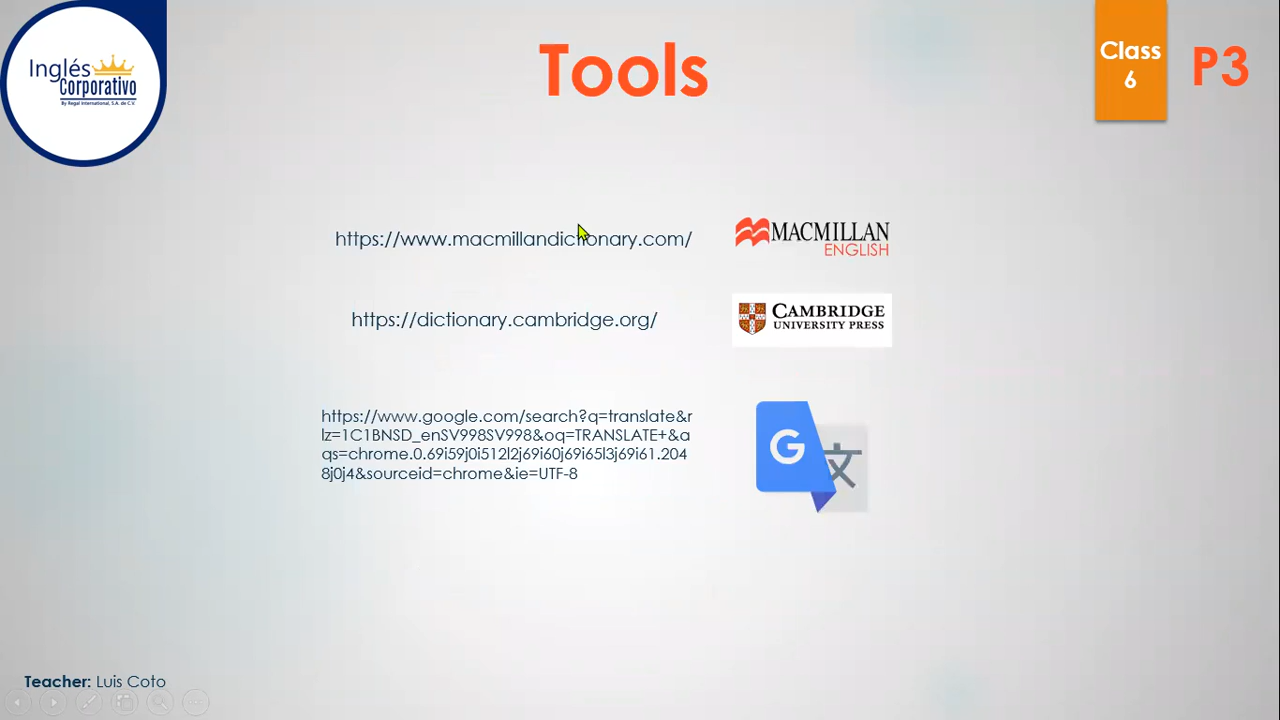 Inglés
Corporativo
By Regal International, S.A. de C.V.
Tools
Class
6
P3
https://www.macmillandictionary.com/
MACMILLAN
ENGLISH
https://dictionary.cambridge.org/
CAMBRIDGE
UNIVERSITY PRESS
https://www.google.com/search?q=translate&r
lz=1C1BNSD_enSV998SV998&oq=TRANSLATE+&a
qs=chrome.0.69i59j0i512l2j69i60j69i65l3j69i61.204
8j0j4&sourceid=chrome&ie=UTF-8
G
文
Teacher: Luis Coto